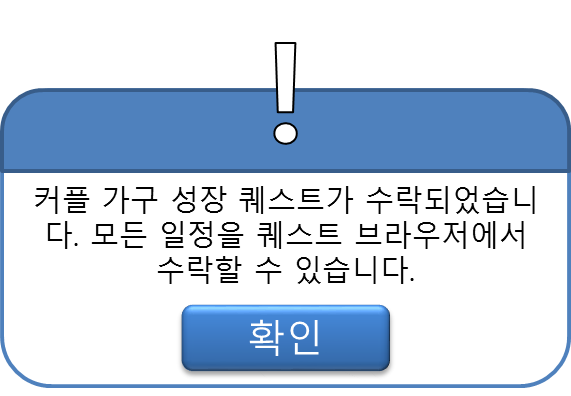 !
커플 가구 성장 퀘스트가 수락되었습니
다. 모든 일정을 퀘스트 브라우저에서
수락할 수 있습니다.
확인